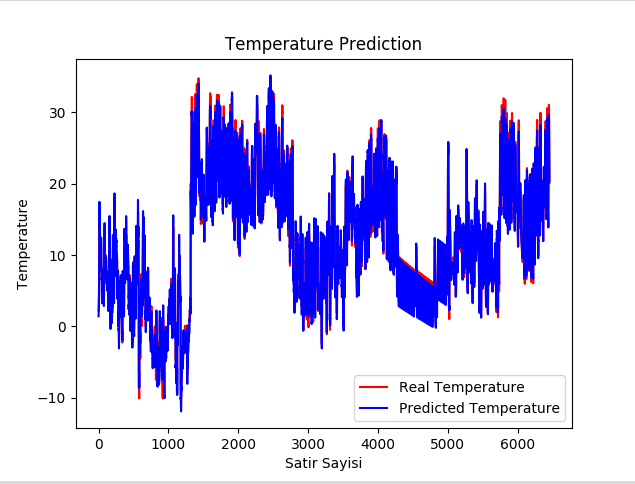 Temperature Prediction
Temperature
30
20
10
0
−10
0 1000 2000 3000 4000 5000 6000
Satir Sayisi
Real Temperature
Predicted Temperature